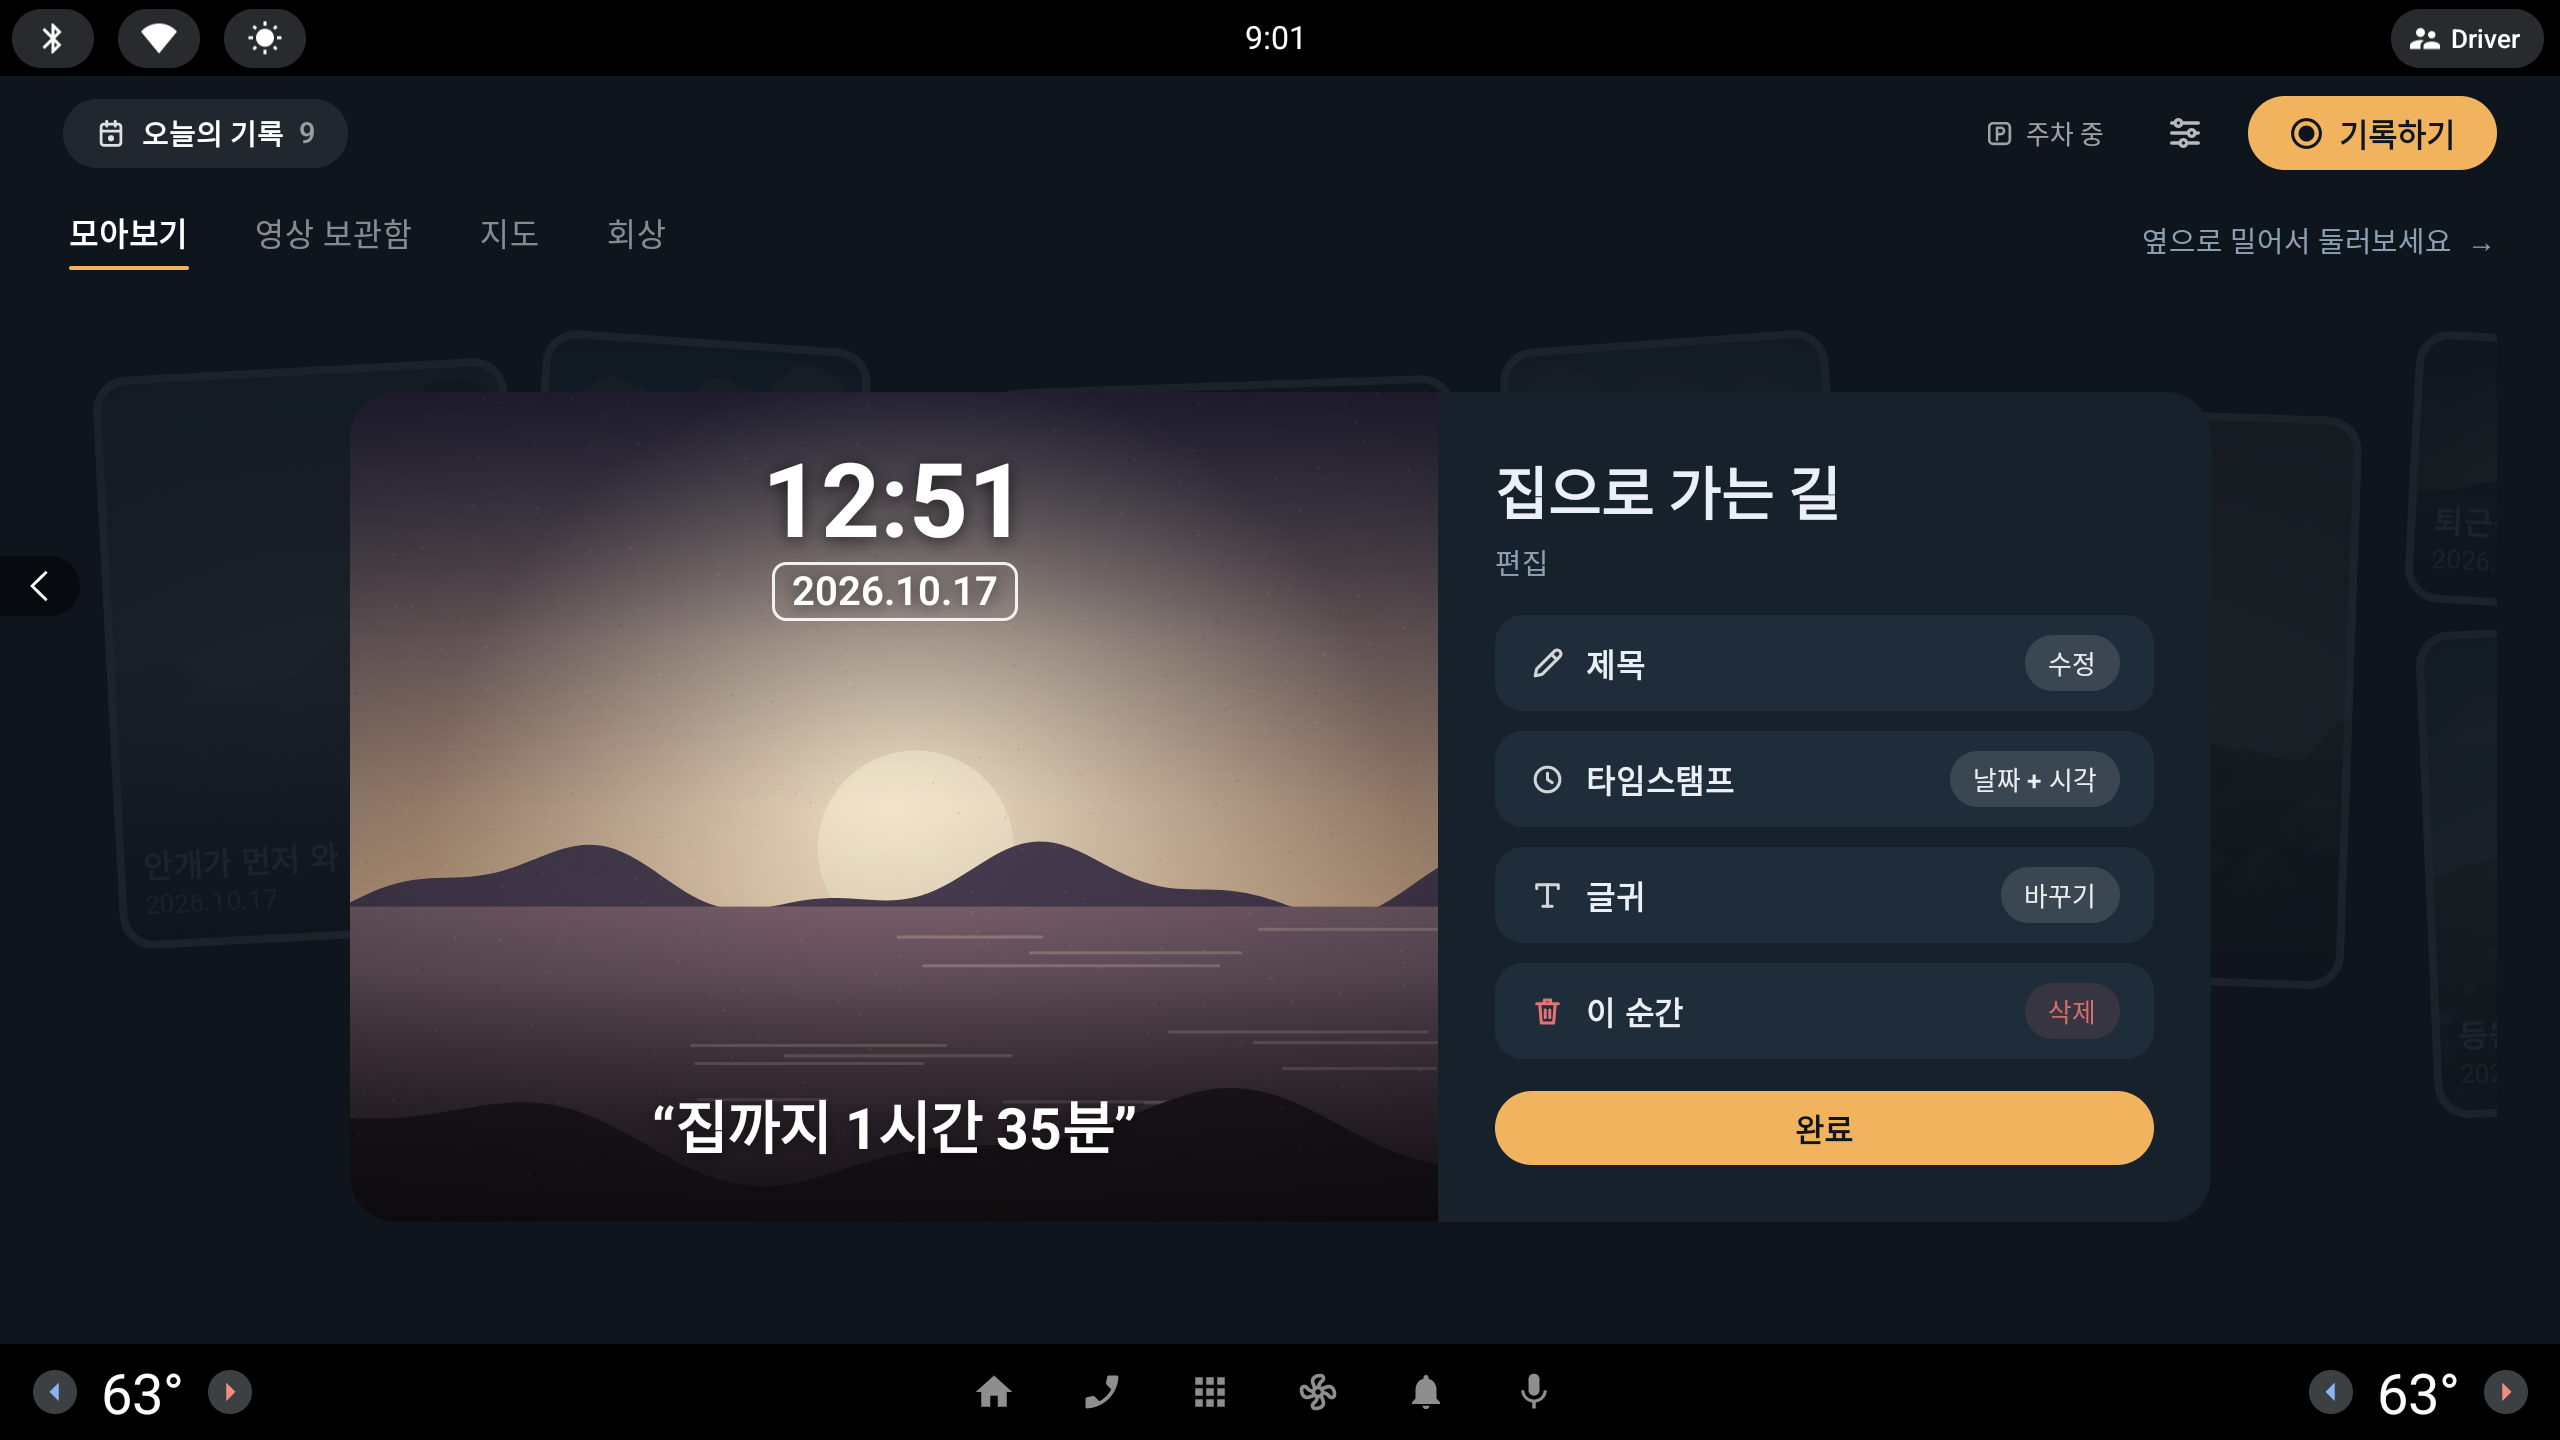 9:01
Driver
오늘의 기록 9
주차 중
기록하기
모아보기
영상 보관함
지도
회상
옆으로 밀어서 둘러보세요 →
12:51
2026.10.17
“집까지 1시간 35분”
집으로 가는 길
편집
제목
수정
타임스탬프
날짜 + 시각
글귀
바꾸기
이 순간
삭제
완료
안개가 먼저 와
2026.10.17
퇴근
2026.
63°
63°